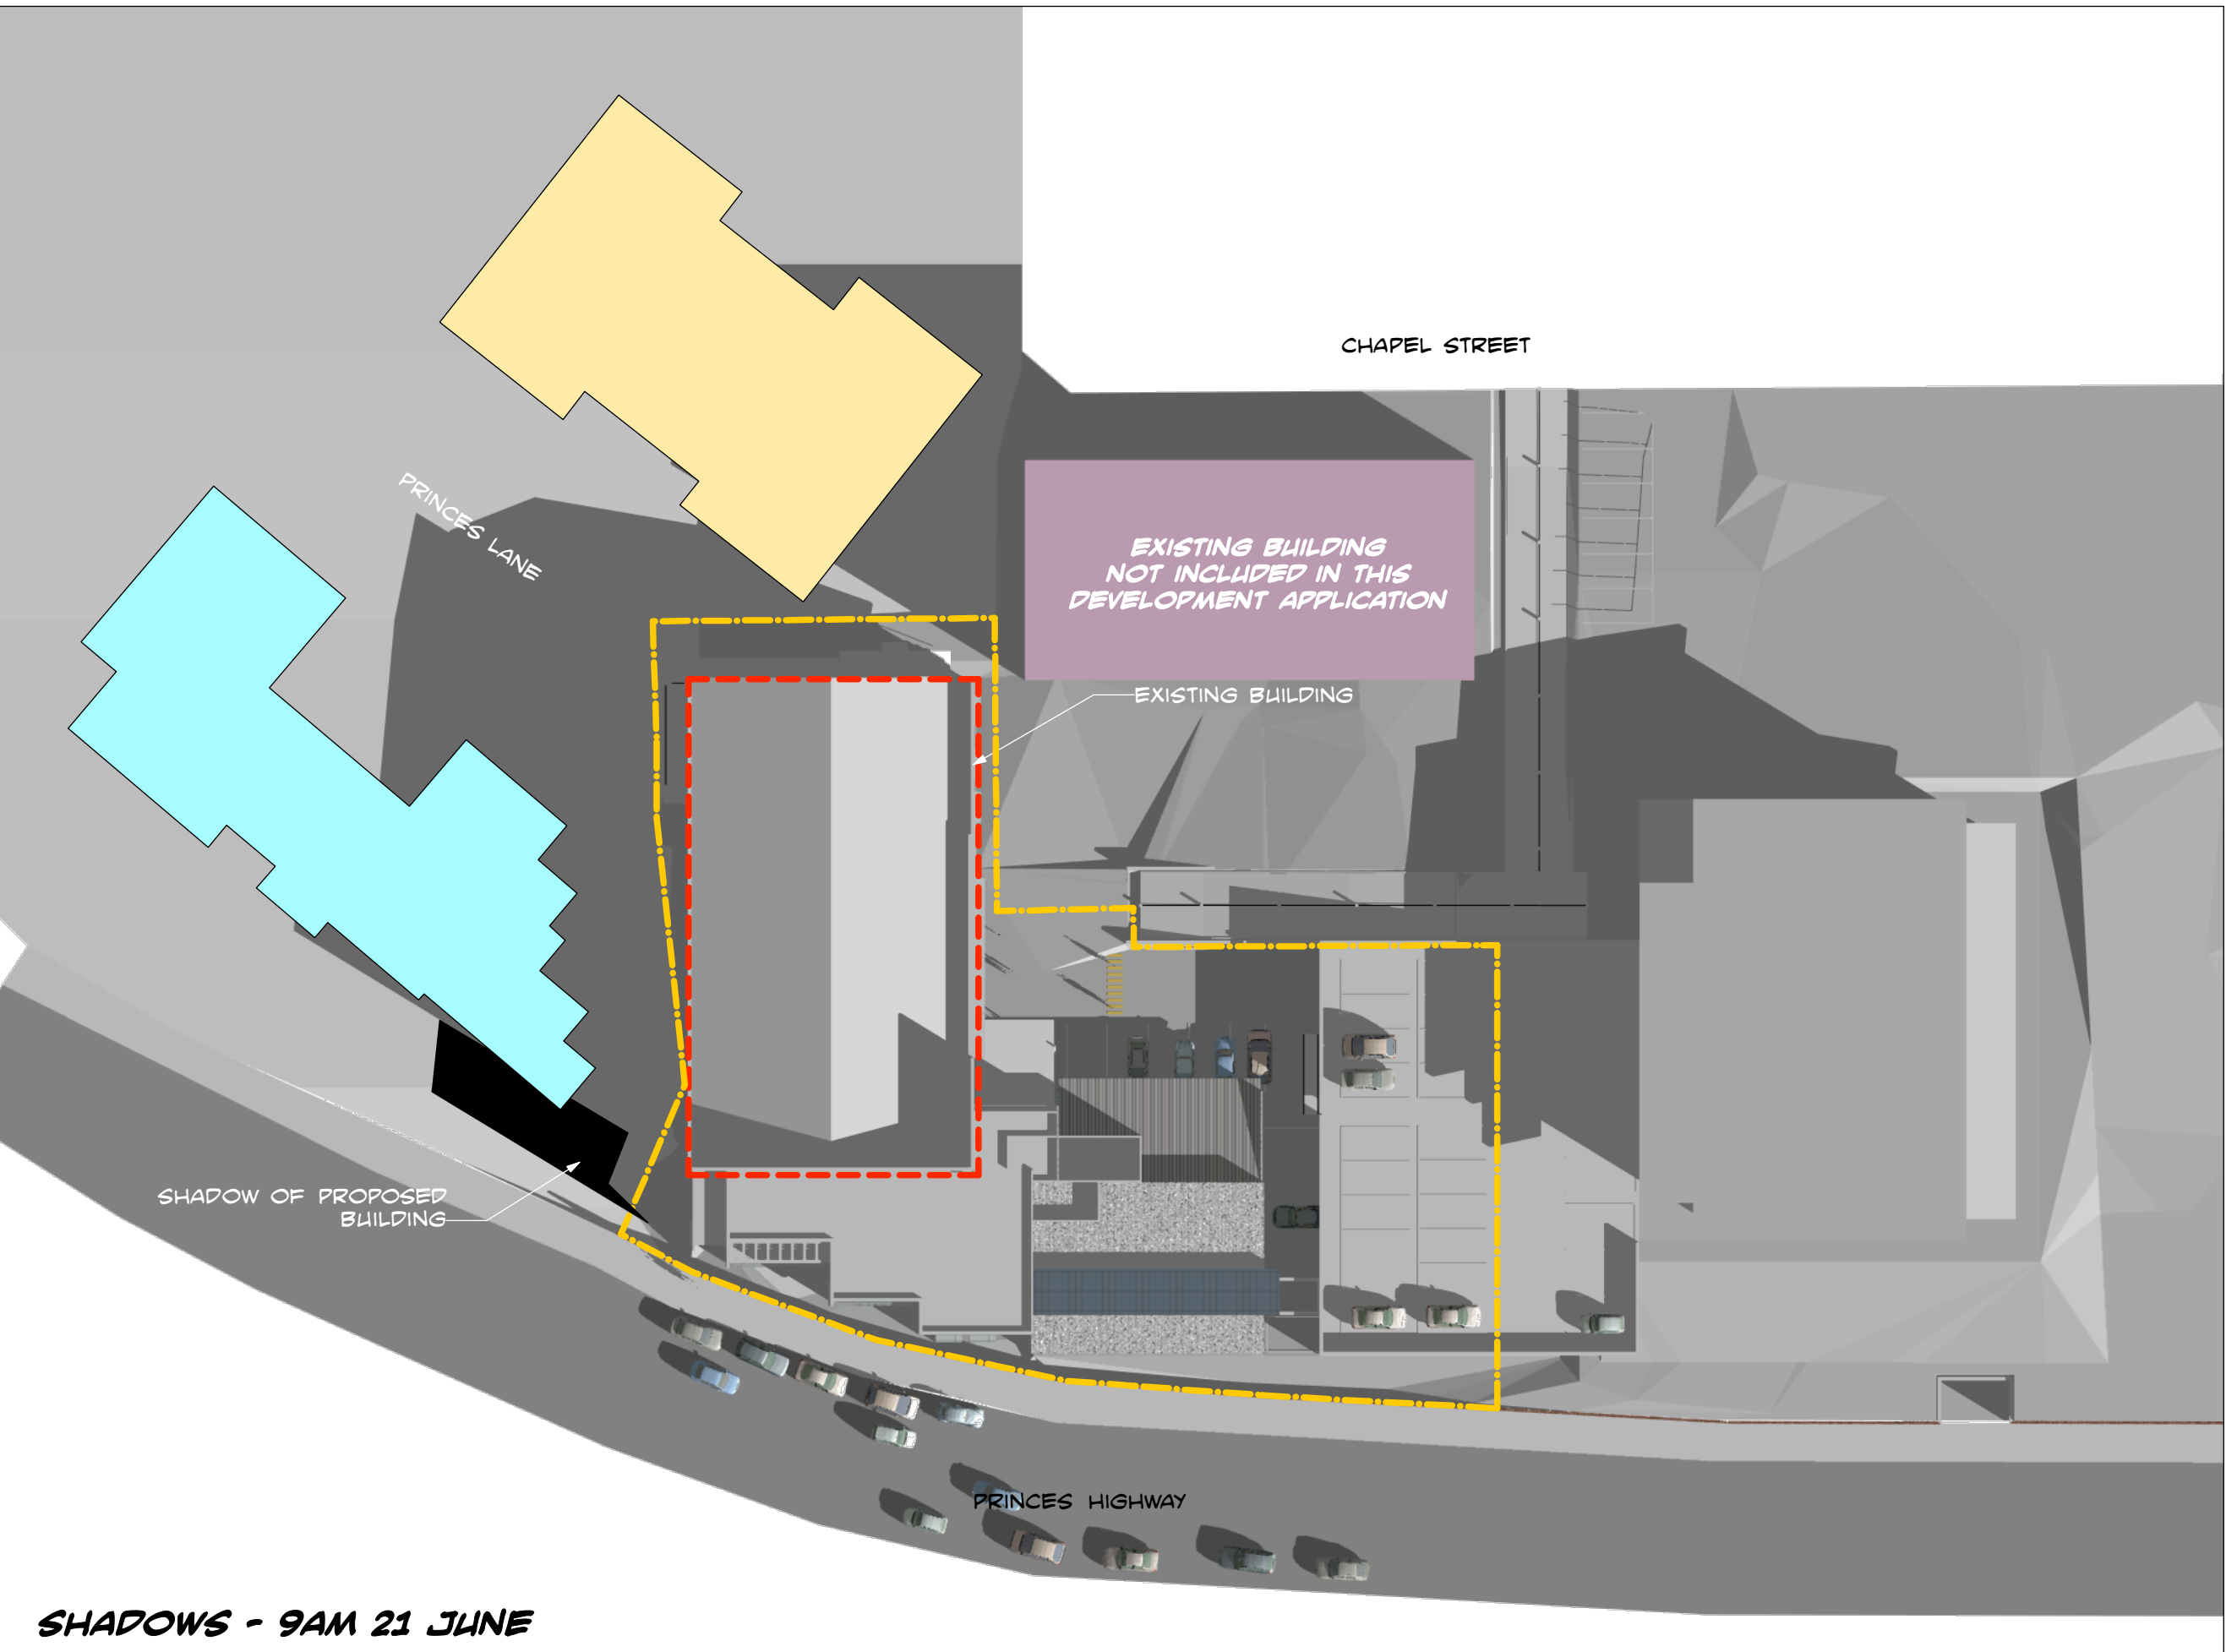 CHAPEL STREET
PRINCES LANE
EXISTING BUILDING
NOT INCLUDED IN THIS
DEVELOPMENT APPLICATION
EXISTING BUILDING
SHADOW OF PROPOSED
BUILDING
PRINCES HIGHWAY
SHADOWS - 9AM 21 JUNE